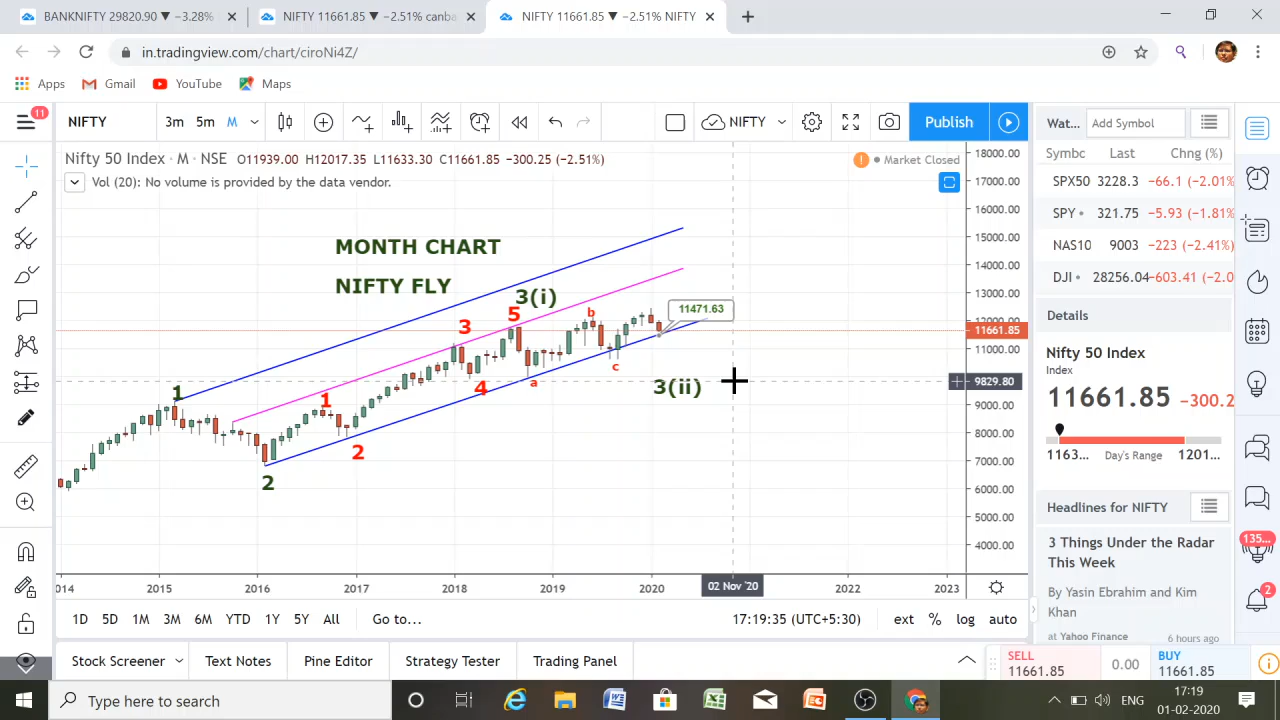 BANKNIFTY 29820.90 ▼ −3.28%
NIFTY 11661.85 ▼ −2.51% canba
NIFTY 11661.85 ▼ −2.51% NIFTY
in.tradingview.com/chart/ciroNi4Z/
Apps Gmail YouTube Maps
11
NIFTY 3m 5m M NIFTY Publish
Wat... Add Symbol
Nifty 50 Index • M • NSE O11939.00 H12017.35 L11633.30 C11661.85 −300.25 (−2.51%)
Market Closed
Vol (20): No volume is provided by the data vendor.
Symbc Last Chng (%)
SPX50 3228.3 −66.1 (−2.01%
SPY 321.75 −5.93 (−1.81%
NAS10 9003 −223 (−2.41%)
DJI 28256.04 −603.41 (−2.0
MONTH CHART
NIFTY FLY
3(i)
5
b
3
11471.63
1
1
4
a
c
3(ii)
2
2
18000.00
17000.00
16000.00
15000.00
14000.00
13000.00
12000.00
11661.85
11000.00
9829.80
9000.00
8000.00
7000.00
6000.00
5000.00
4000.00
014 2015 2016 2017 2018 2019 2020 02 Nov '20 2022 2023
1D 5D 1M 3M 6M YTD 1Y 5Y All Go to...
17:19:35 (UTC+5:30) ext % log auto
Stock Screener Text Notes Pine Editor Strategy Tester Trading Panel
Details
Nifty 50 Index
Index
11661.85 −300.2
1163... Day's Range 1201...
Headlines for NIFTY
3 Things Under the Radar
This Week
By Yasin Ebrahim and Kim
Khan
at Yahoo Finance 6 hours ago
135...
2
SELL
11661.85
0.00
BUY
11661.85
Type here to search
ENG
17:19
01-02-2020